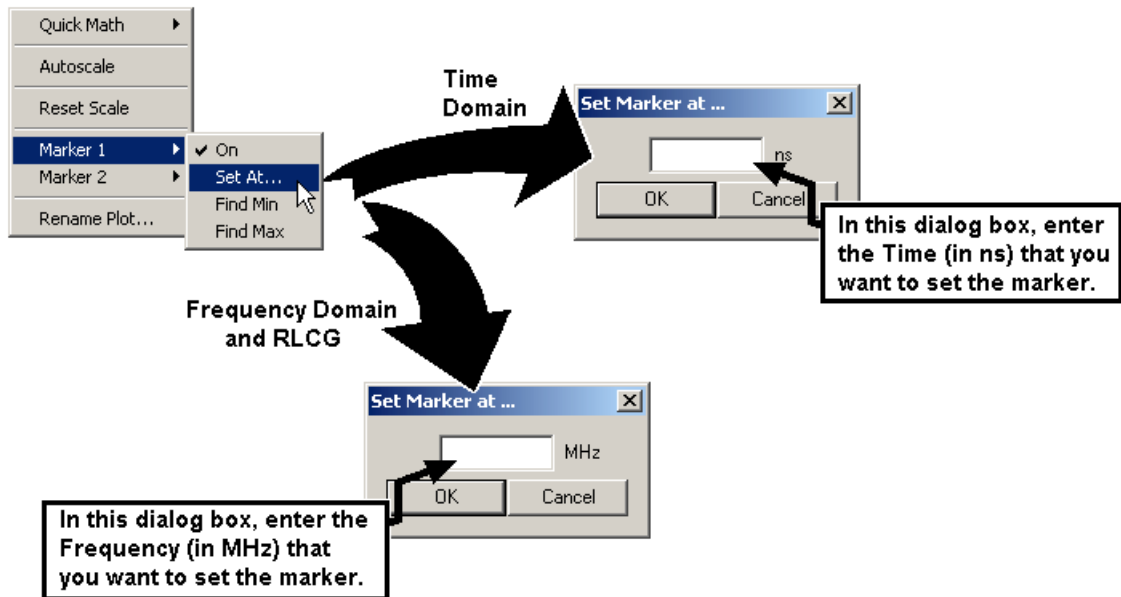 Quick Math
Autoscale
Reset Scale
Marker 1
Marker 2
Rename Plot...
On
Set At...
Find Min
Find Max
Time
Domain
Set Marker at ...
ns
OK
Cancel
In this dialog box, enter
the Time (in ns) that you
want to set the marker.
Frequency Domain
and RLCG
Set Marker at ...
MHz
OK
Cancel
In this dialog box, enter the
Frequency (in MHz) that
you want to set the marker.